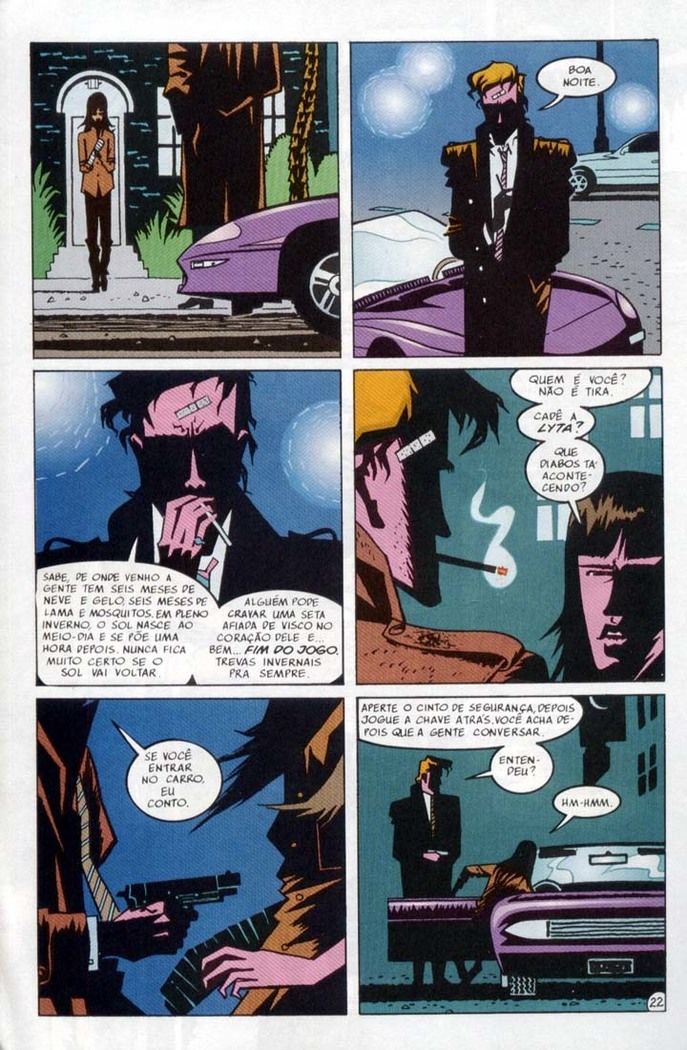 BOA
NOITE.
SABE, DE ONDE VENHO A
GENTE TEM SEIS MESES DE
NEVE E GELO, SEIS MESES DE
LAMA E MOSQUITOS. EM PLENO
INVERNO, O SOL NASCE AO
MEIO-DIA E SE PÕE UMA
HORA DEPOIS. NUNCA FICA
MUITO CERTO SE O
SOL VAI VOLTAR.
ALGUÉM PODE
CRAVAR UMA SETA
AFIADA DE VISCO NO
CORAÇÃO DELE E...
BEM... FIM DO JOGO.
TREVAS INVERNAIS
PRA SEMPRE.
QUEM É VOCÊ?
NÃO É TIRA.
CADÊ A
LYTA?
QUE
DIABOS TÁ
ACONTE-
CENDO?
SE VOCÊ
ENTRAR
NO CARRO,
EU
CONTO.
APERTE O CINTO DE SEGURANÇA, DEPOIS
JOGUE A CHAVE ATRÁS. VOCÊ ACHA DE-
POIS QUE A GENTE CONVERSAR.
ENTEN-
DEU?
HM-HMM.
22